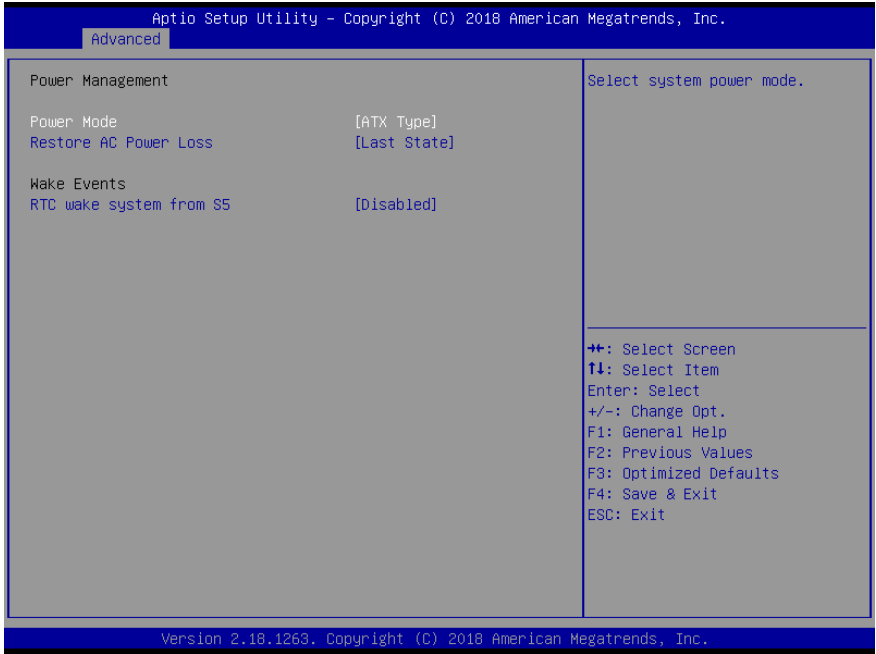 Aptio Setup Utility – Copyright (C) 2018 American Megatrends, Inc.
Advanced
Power Management
Power Mode [ATX Type]
Restore AC Power Loss [Last State]
Wake Events
RTC wake system from S5 [Disabled]
Select system power mode.
→←: Select Screen
↑↓: Select Item
Enter: Select
+/-: Change Opt.
F1: General Help
F2: Previous Values
F3: Optimized Defaults
F4: Save & Exit
ESC: Exit
Version 2.18.1263. Copyright (C) 2018 American Megatrends, Inc.